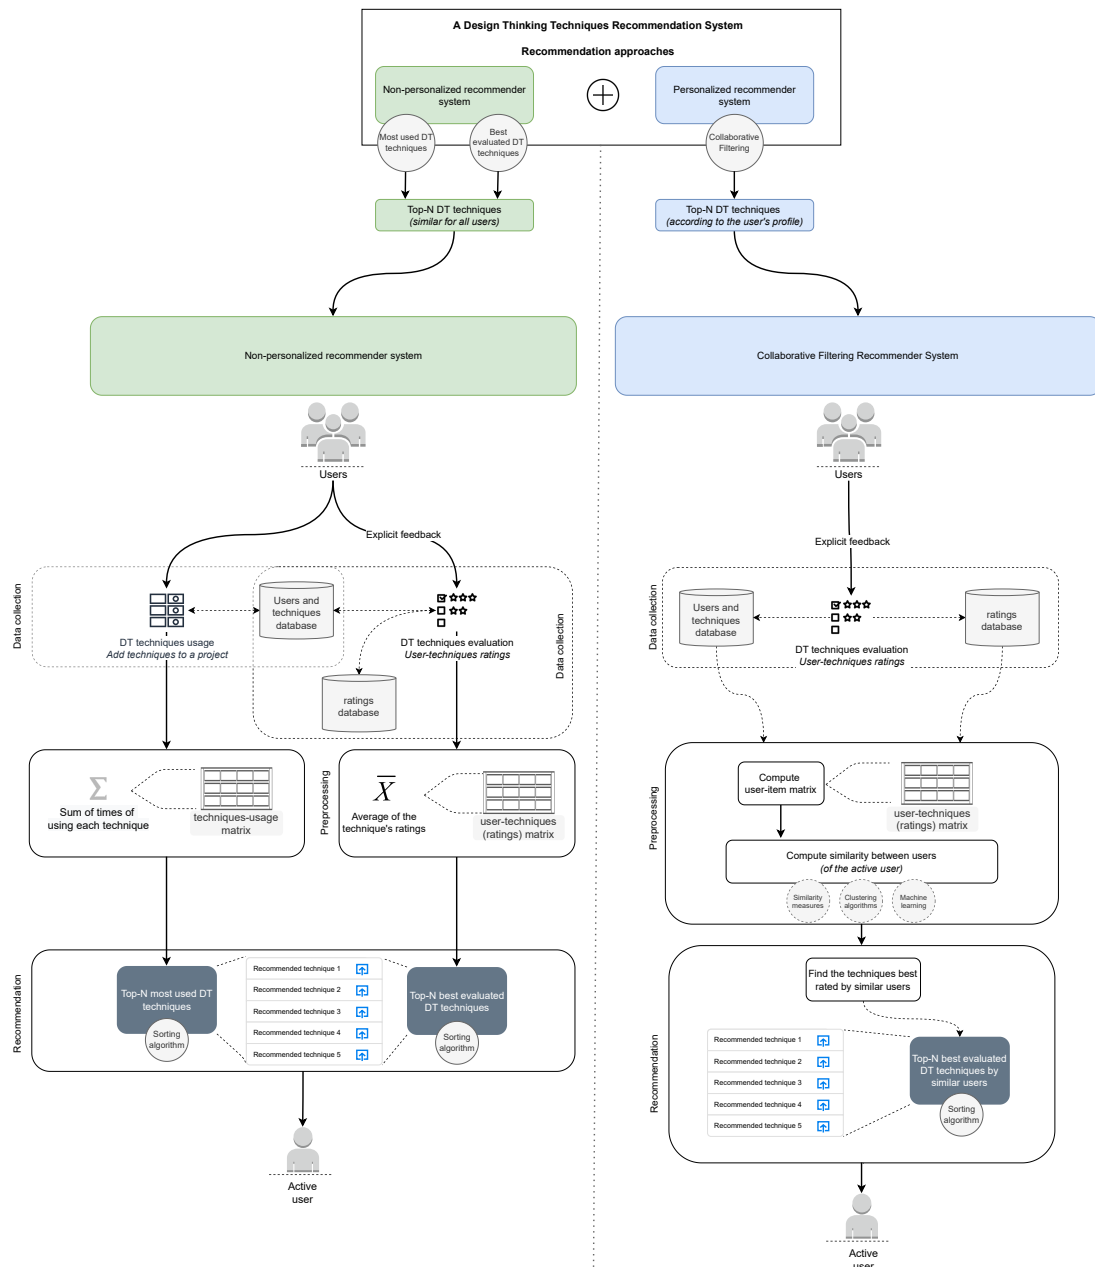 A Design Thinking Techniques Recommendation System
Recommendation approaches
Non-personalized recommender
system
Personalized recommender
system
Most used DT
techniques
Best
evaluated DT
techniques
Collaborative
Filtering
Top-N DT techniques
(similar for all users)
Top-N DT techniques
(according to the user's profile)
Non-personalized recommender system
Users
Explicit feedback
Data collection
DT techniques usage
Add techniques to a project
Users and
techniques
database
DT techniques evaluation
User-techniques ratings
ratings
database
Data collection
Σ
Sum of times of
using each technique
techniques-usage
matrix
Preprocessing
X
Average of the
technique's ratings
user-techniques
(ratings) matrix
Recommendation
Top-N most used DT
techniques
Sorting
algorithm
Recommended technique 1
Recommended technique 2
Recommended technique 3
Recommended technique 4
Recommended technique 5
Top-N best evaluated
DT techniques
Sorting
algorithm
Active
user
Collaborative Filtering Recommender System
Users
Explicit feedback
Data collection
Users and
techniques
database
DT techniques evaluation
User-techniques ratings
ratings
database
Preprocessing
Compute
user-item matrix
user-techniques
(ratings) matrix
Compute similarity between users
(of the active user)
Similarity
measures
Clustering
algorithms
Machine
learning
Recommendation
Find the techniques best
rated by similar users
Recommended technique 1
Recommended technique 2
Recommended technique 3
Recommended technique 4
Recommended technique 5
Top-N best evaluated
DT techniques by
similar users
Sorting
algorithm
Active
user